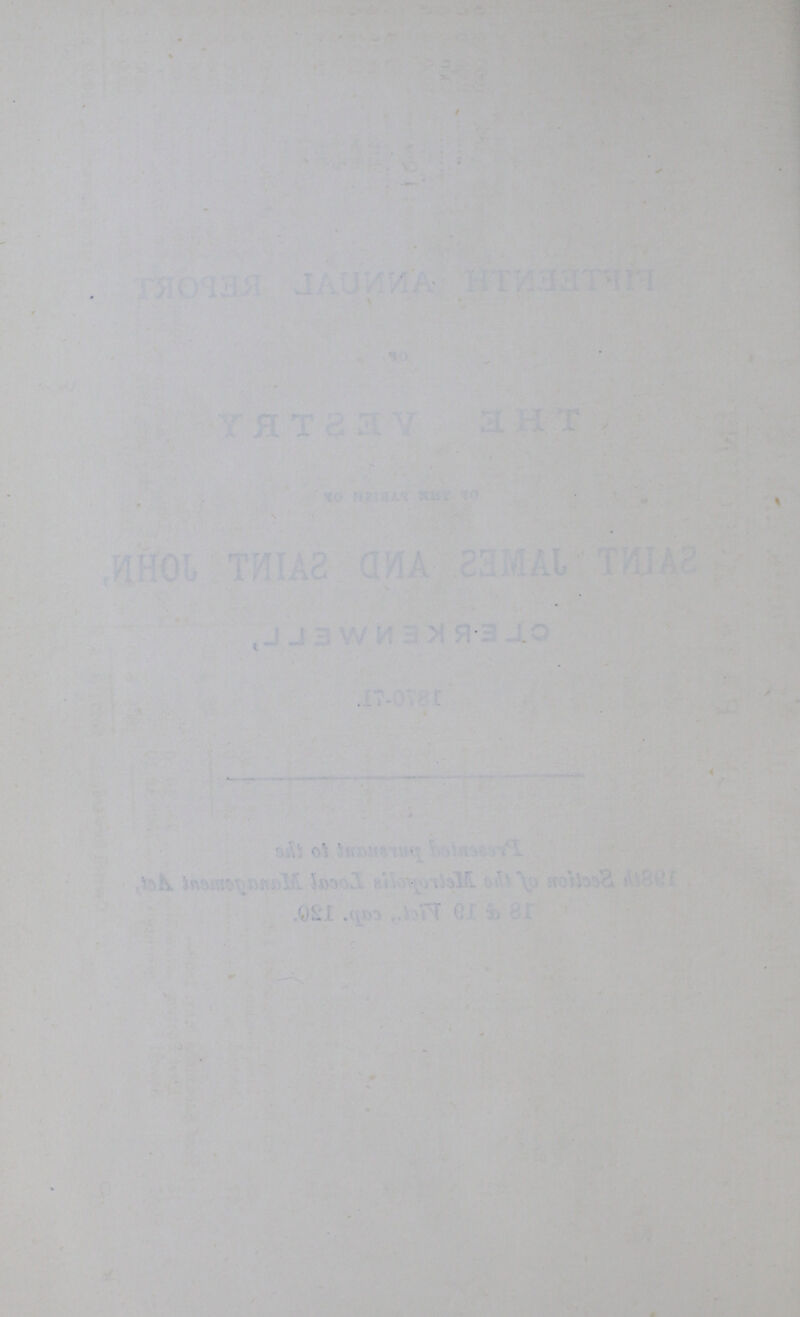 FIFTEENTH ANNUAL REPORT
OF
THE VESTRY
OF THE PARISH OF
SAINT JAMES AND SAINT JOHN,
CLERKENWELL,
1870-71.
Presented pursuant to the
198th Section of the Metropolis Local Management Act,
18 & 19 Vict., cap. 120.